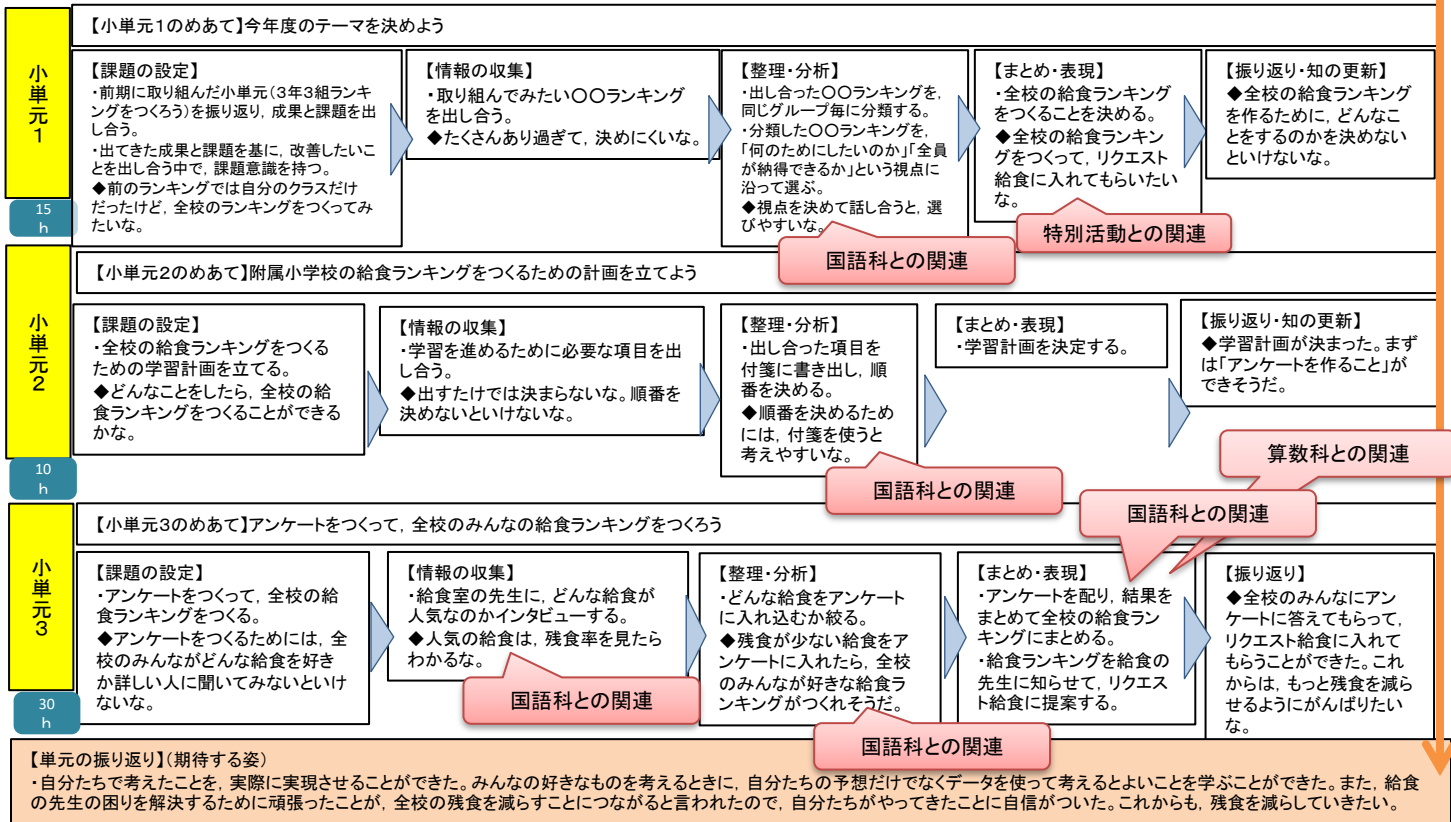 【小単元1のめあて】今年度のテーマを決めよう
小単元1
15
h
【課題の設定】
・前期に取り組んだ小単元(3年3組ランキ
ングをつくろう)を振り返り,成果と課題を出
し合う。
・出てきた成果と課題を基に,改善したいこ
とを出し合う中で,課題意識を持つ。
◆前のランキングでは自分のクラスだけ
だったけど,全校のランキングをつくってみ
たいな。
【情報の収集】
・取り組んでみたい〇〇ランキング
を出し合う。
◆たくさんあり過ぎて,決めにくいな。
【整理・分析】
・出し合った〇〇ランキングを,
同じグループ毎に分類する。
・分類した〇〇ランキングを,
「何のためにしたいのか」「全員
が納得できるか」という視点に
沿って選ぶ。
◆視点を決めて話し合うと,選
びやすいな。
国語科との関連
【まとめ・表現】
・全校の給食ランキングを
つくることを決める。
◆全校の給食ランキン
グをつくって,リクエスト
給食に入れてもらいたい
な。
特別活動との関連
【振り返り・知の更新】
◆全校の給食ランキング
を作るために,どんなこ
とをするのかを決めない
といけないな。
【小単元2のめあて】附属小学校の給食ランキングをつくるための計画を立てよう
小単元2
10
h
【課題の設定】
・全校の給食ランキングをつくる
ための学習計画を立てる。
◆どんなことをしたら,全校の給
食ランキングをつくることができる
かな。
【情報の収集】
・学習を進めるために必要な項目を出
し合う。
◆出すたけでは決まらないな。順番を
決めないといけないな。
【整理・分析】
・出し合った項目を
付箋に書き出し,順
番を決める。
◆順番を決めるため
には,付箋を使うと
考えやすいな。
国語科との関連
【まとめ・表現】
・学習計画を決定する。
【振り返り・知の更新】
◆学習計画が決まった。まず
は「アンケートを作ること」が
できそうだ。
算数科との関連
国語科との関連
【小単元3のめあて】アンケートをつくって,全校のみんなの給食ランキングをつくろう
小単元3
30
h
【課題の設定】
・アンケートをつくって,全校の給
食ランキングをつくる。
◆アンケートをつくるためには,全
校のみんながどんな給食を好き
か詳しい人に聞いてみないといけ
ないな。
【情報の収集】
・給食室の先生に,どんな給食が
人気なのかインタビューする。
◆人気の給食は,残食率を見たら
わかるな。
国語科との関連
【整理・分析】
・どんな給食をアンケート
に入れ込むか絞る。
◆残食が少ない給食をア
ンケートに入れたら,全校
のみんなが好きな給食ラ
ンキングがつくれそうだ。
国語科との関連
【まとめ・表現】
・アンケートを配り,結果を
まとめて全校の給食ラン
キングにまとめる。
・給食ランキングを給食の
先生に知らせて,リクエス
ト給食に提案する。
【振り返り】
◆全校のみんなにアン
ケートに答えてもらって,
リクエスト給食に入れて
もらうことができた。これ
からは,もっと残食を減ら
せるようにがんばりたい
な。
【単元の振り返り】(期待する姿)
・自分たちで考えたことを,実際に実現させることができた。みんなの好きなものを考えるときに,自分たちの予想だけでなくデータを使って考えるとよいことを学ぶことができた。また,給食
の先生の困りを解決するために頑張ったことが,全校の残食を減らすことにつながると言われたので,自分たちがやってきたことに自信がついた。これからも,残食を減らしていきたい。